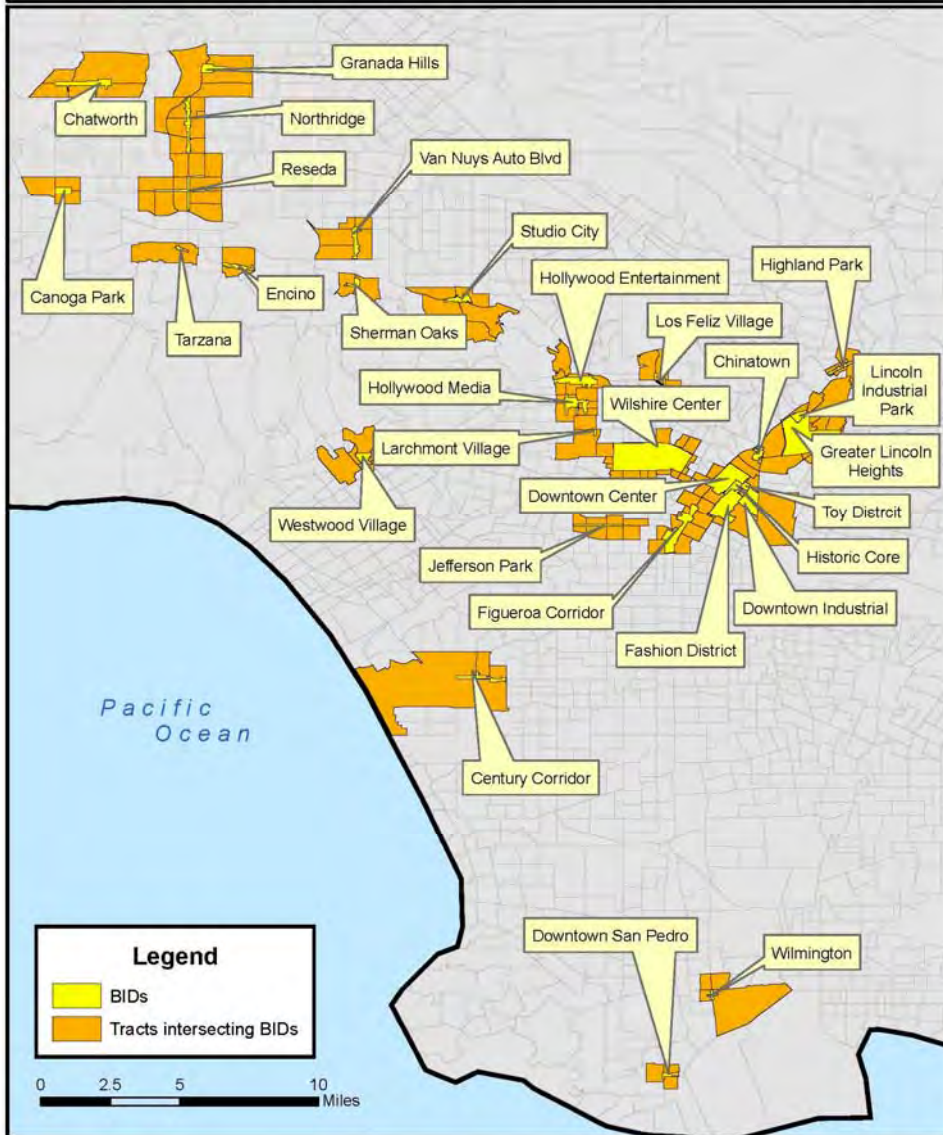 Granada Hills
Chatworth
Northridge
Van Nuys Auto Blvd
Reseda
Studio City
Hollywood Entertainment
Highland Park
Canoga Park
Encino
Los Feliz Village
Tarzana
Sherman Oaks
Chinatown
Lincoln
Industrial
Park
Hollywood Media
Wilshire Center
Larchmont Village
Greater Lincoln
Heights
Downtown Center
Toy Distrcit
Westwood Village
Historic Core
Jefferson Park
Figueroa Corridor
Downtown Industrial
Fashion District
Pacific
Ocean
Century Corridor
Downtown San Pedro
Wilmington
Legend
BIDs
Tracts intersecting BIDs
0 2.5 5 10
Miles